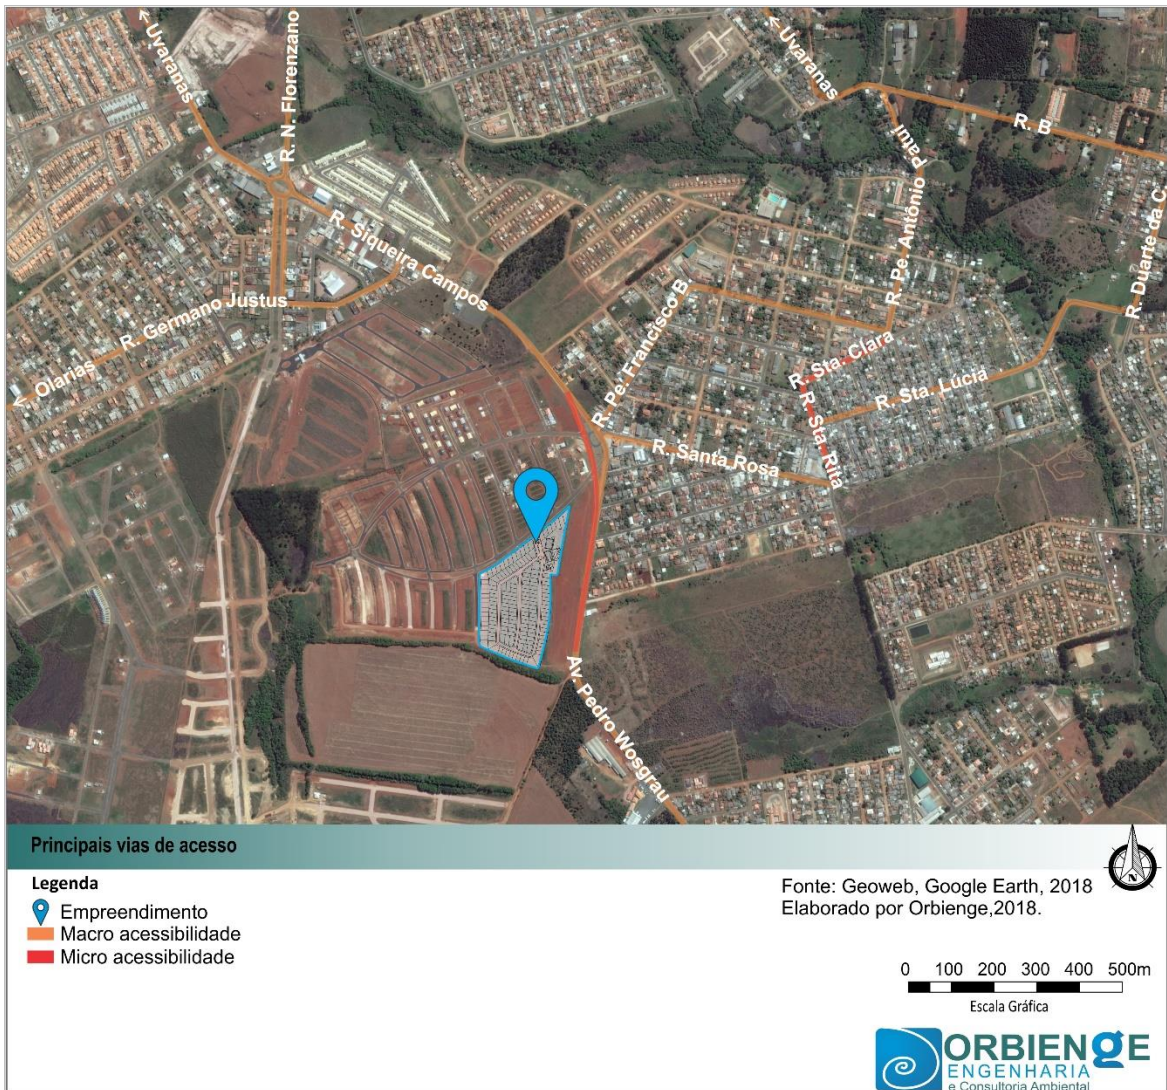 ← Uvaranas
R. N. Florenzano
← Uvaranas
R. B
Patuí
R. Pe. Antônio
R. Duarte da C.
R. Siqueira Campos
R. Germano Justus
← Olarias
R. Pe. Francisco B.
R. Sta. Clara
R. Sta. Lúcia
R. Sta. Rita
R. Santa Rosa
Av. Pedro Wosgrau
Principais vias de acesso
N
Legenda
Empreendimento
Macro acessibilidade
Micro acessibilidade
Fonte: Geoweb, Google Earth, 2018
Elaborado por Orbienge,2018.
0 100 200 300 400 500m
Escala Gráfica
ORBIENGE
ENGENHARIA
e Consultoria Ambiental